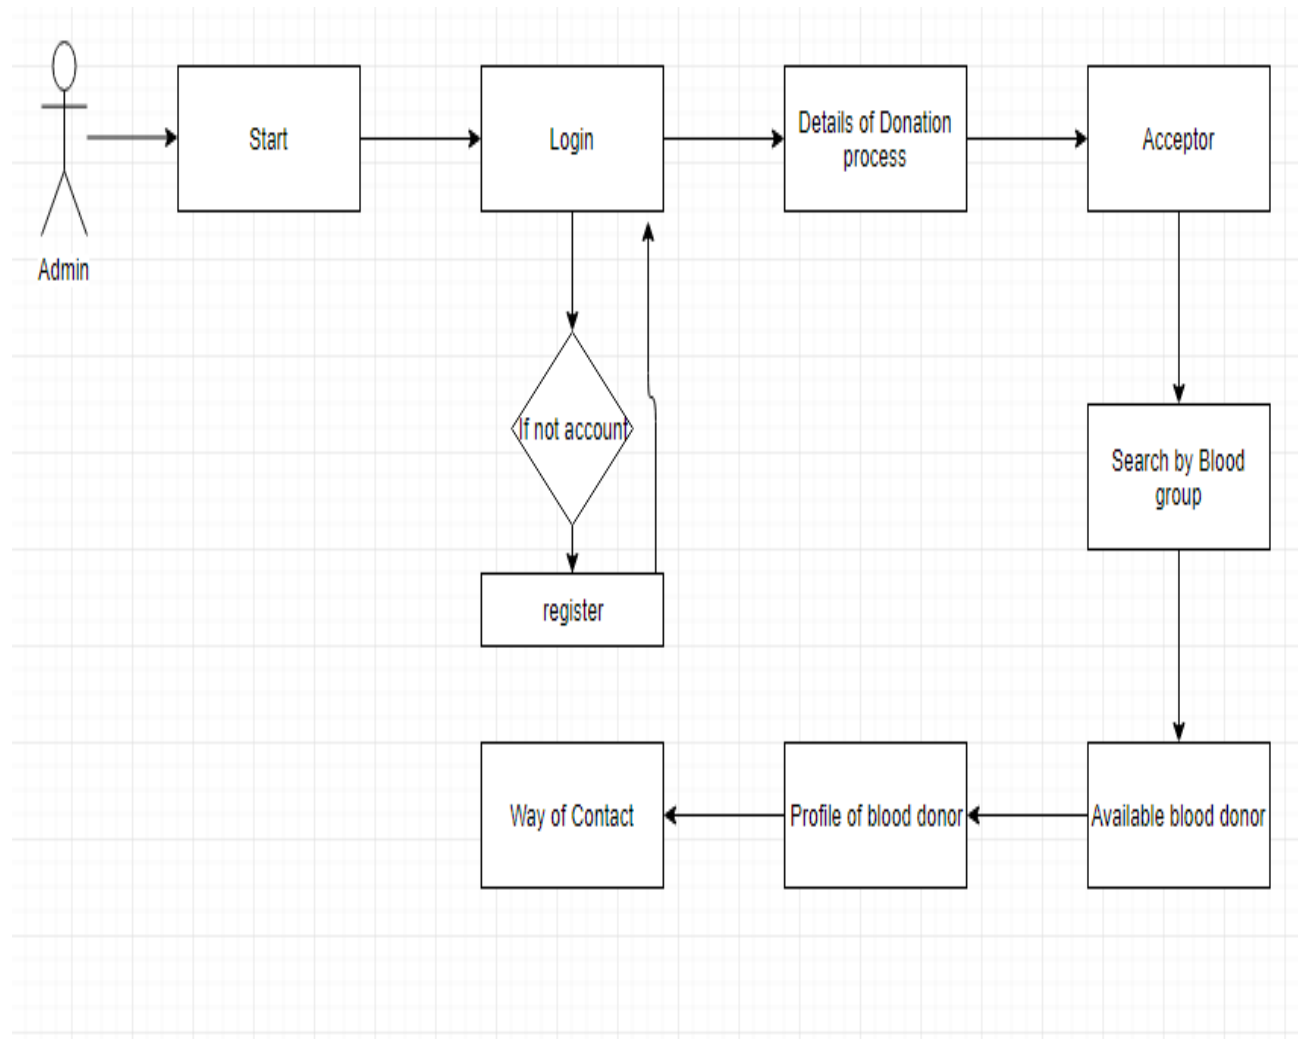 Admin
Start
Login
Details of Donation
process
Acceptor
If not account
Search by Blood
group
register
Way of Contact
Profile of blood donor
Available blood donor